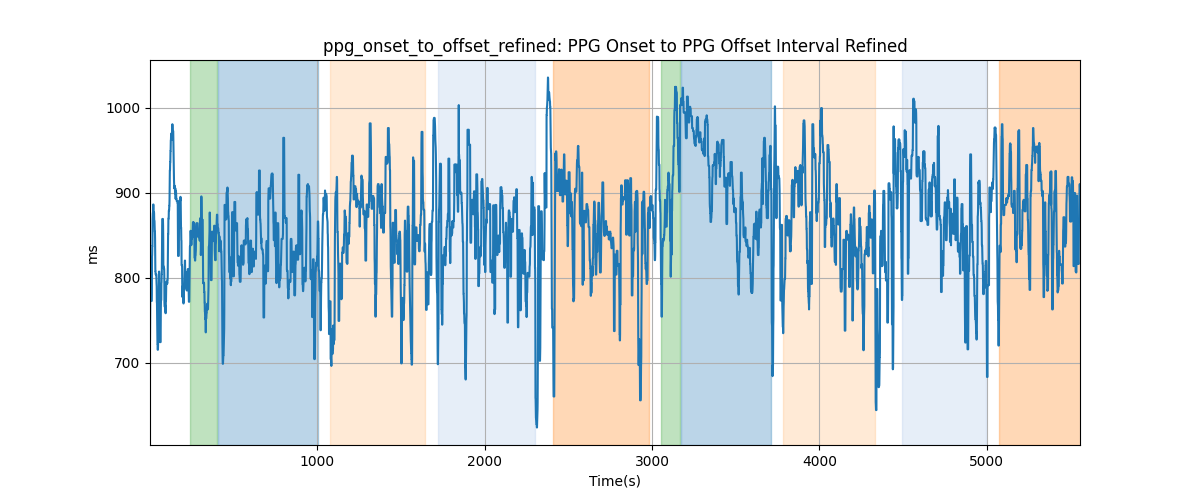 ppg_onset_to_offset_refined: PPG Onset to PPG Offset Interval Refined
1000
900
800
700
ms
1000 2000 3000 4000 5000
Time(s)